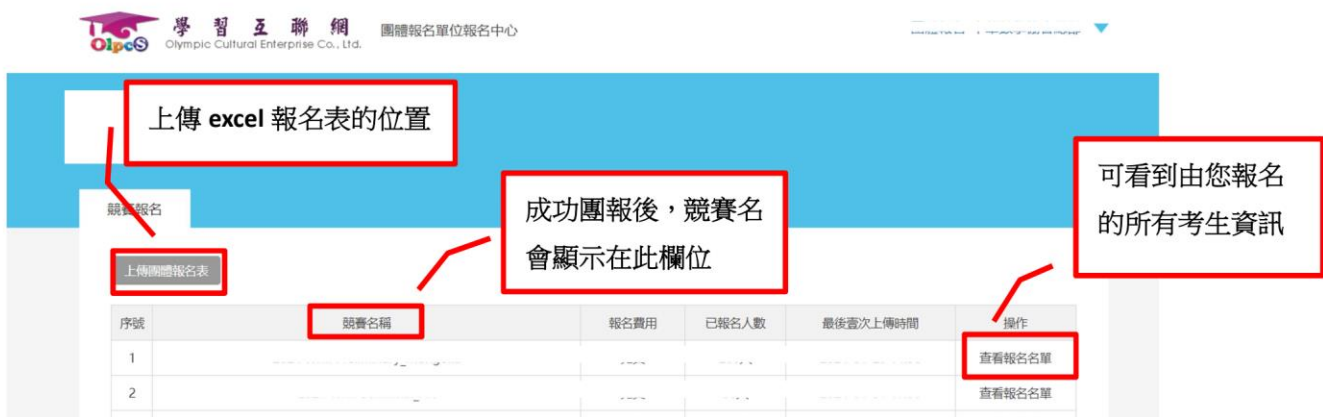 學習互聯網
OlpcS
Olympic Cultural Enterprise Co., Ltd.
團體報名單位報名中心
上傳 excel 報名表的位置
可看到由您報名
的所有考生資訊
競賽報名
成功團報後，競賽名
會顯示在此欄位
上傳團體報名表
序號 競賽名稱 報名費用 已報名人數 最後壹次上傳時間 操作
1 查看報名名單
2 查看報名名單